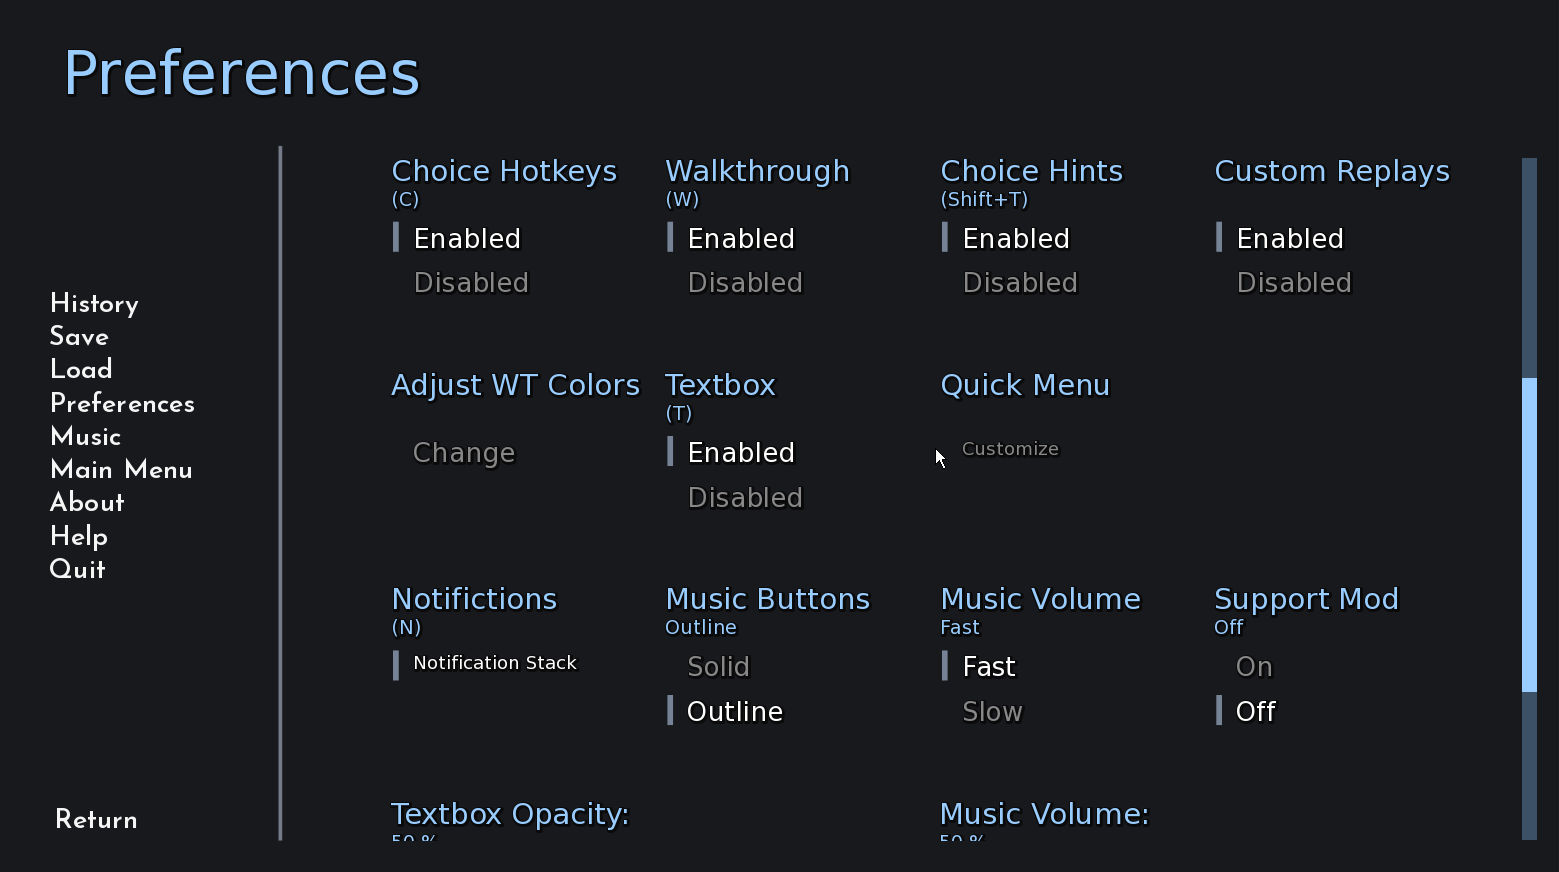 Preferences
History
Save
Load
Preferences
Music
Main Menu
About
Help
Quit
Return
Choice Hotkeys
(C)
Enabled
Disabled
Walkthrough
(W)
Enabled
Disabled
Choice Hints
(Shift+T)
Enabled
Disabled
Custom Replays
Enabled
Disabled
Adjust WT Colors
Change
Textbox
(T)
Enabled
Disabled
Quick Menu
Customize
Notifictions
(N)
Notification Stack
Music Buttons
Outline
Solid
Outline
Music Volume
Fast
Fast
Slow
Support Mod
Off
On
Off
Textbox Opacity:
50 %
Music Volume:
50 %